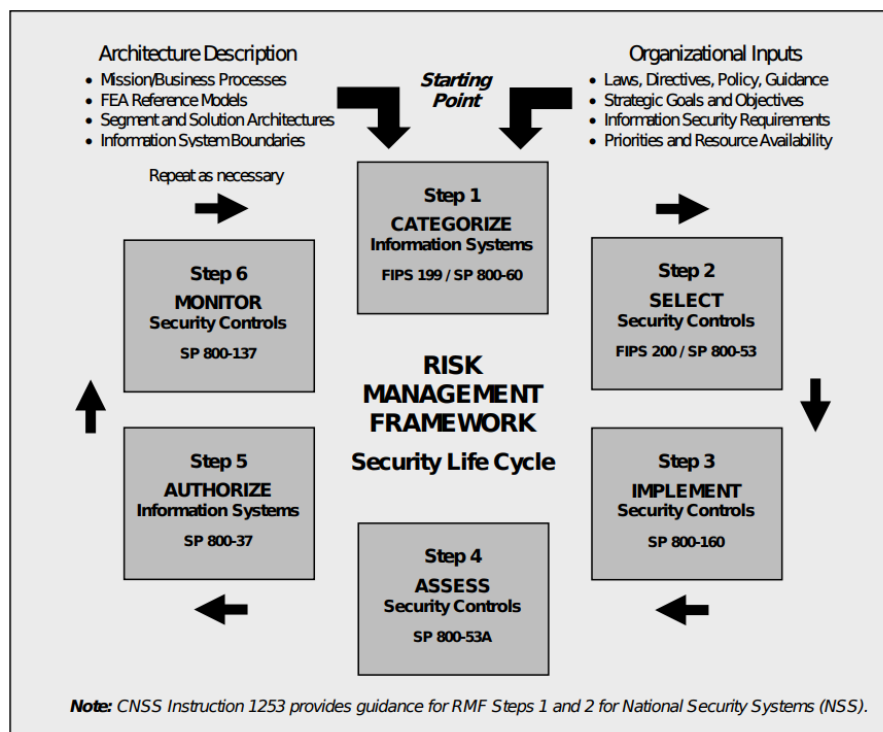 Architecture Description
• Mission/Business Processes
• FEA Reference Models
• Segment and Solution Architectures
• Information System Boundaries
Starting
Point
Organizational Inputs
• Laws, Directives, Policy, Guidance
• Strategic Goals and Objectives
• Information Security Requirements
• Priorities and Resource Availability
Repeat as necessary
Step 1
CATEGORIZE
Information Systems
FIPS 199 / SP 800-60
Step 2
SELECT
Security Controls
FIPS 200 / SP 800-53
Step 3
IMPLEMENT
Security Controls
SP 800-160
Step 4
ASSESS
Security Controls
SP 800-53A
Step 5
AUTHORIZE
Information Systems
SP 800-37
Step 6
MONITOR
Security Controls
SP 800-137
RISK
MANAGEMENT
FRAMEWORK
Security Life Cycle
Note: CNSS Instruction 1253 provides guidance for RMF Steps 1 and 2 for National Security Systems (NSS).